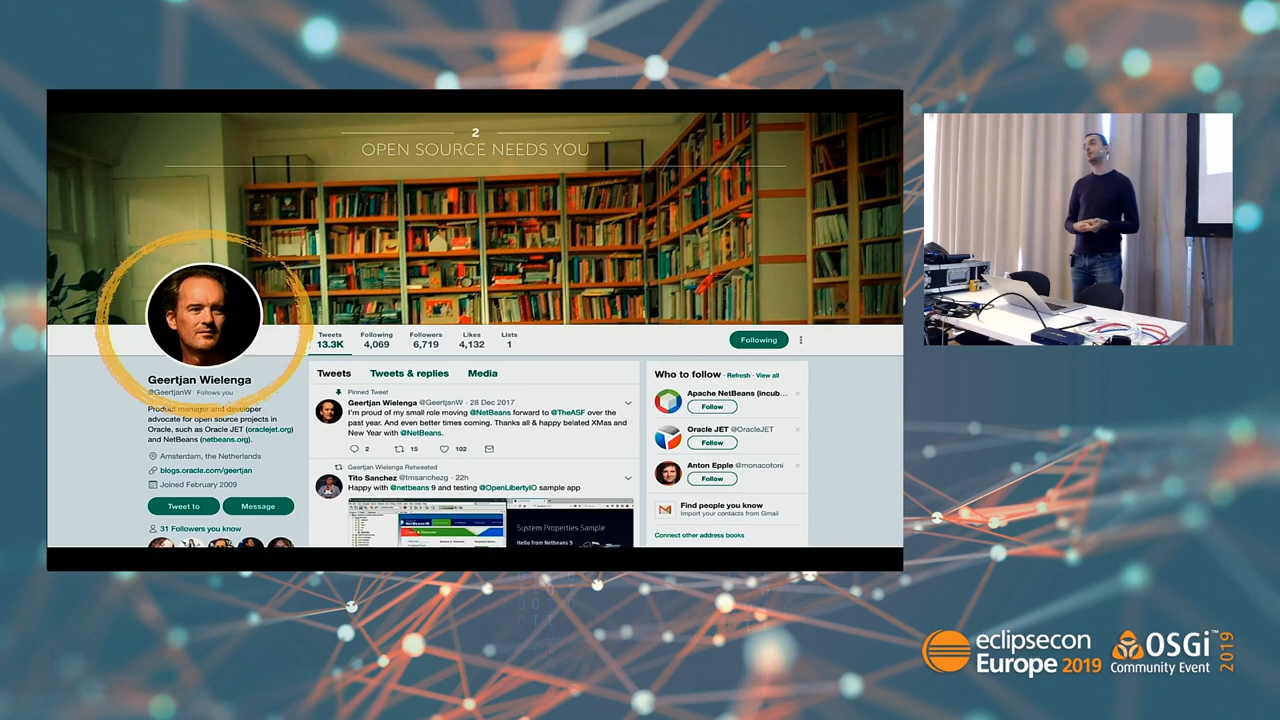 2
OPEN SOURCE NEEDS YOU
Tweets
13.3K
Following
4,069
Followers
6,719
Likes
4,132
Lists
1
Following
Geertjan Wielenga
@GeertjanW Follows you
Product manager and developer
advocate for open source projects in
Oracle, such as Oracle JET (oraclejet.org)
and NetBeans (netbeans.org).
Amsterdam, the Netherlands
blogs.oracle.com/geertjan
Joined February 2009
Tweet to
Message
31 Followers you know
Tweets
Tweets & replies
Media
Pinned Tweet
Geertjan Wielenga @GeertjanW · 28 Dec 2017
I'm proud of my small role moving @NetBeans forward to @TheASF over the
past year. And even better times coming. Thanks all & happy belated XMas and
New Year with @NetBeans.
2
15
102
Geertjan Wielenga Retweeted
Tito Sanchez @tmsanchezg · 22h
Happy with @netbeans 9 and testing @OpenLibertyIO sample app
System Properties Sample
Hello from Netbeans 9
Who to follow · Refresh · View all
Apache NetBeans (incub...
Follow
Oracle JET @OracleJET
Follow
Anton Epple @monacotoni
Follow
Find people you know
Import your contacts from Gmail
Connect other address books
eclipsecon
Europe 2019
OSGi™
Community Event
2019